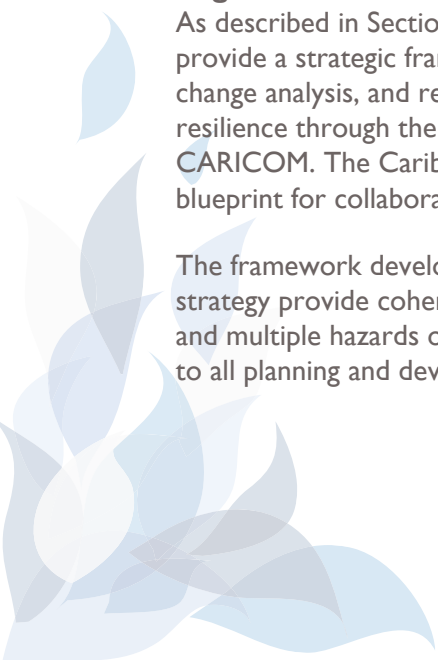 As described in Sectio
provide a strategic fra
change analysis, and re
resilience through the
CARICOM. The Carib
blueprint for collabora
The framework develo
strategy provide coher
and multiple hazards o
to all planning and dev